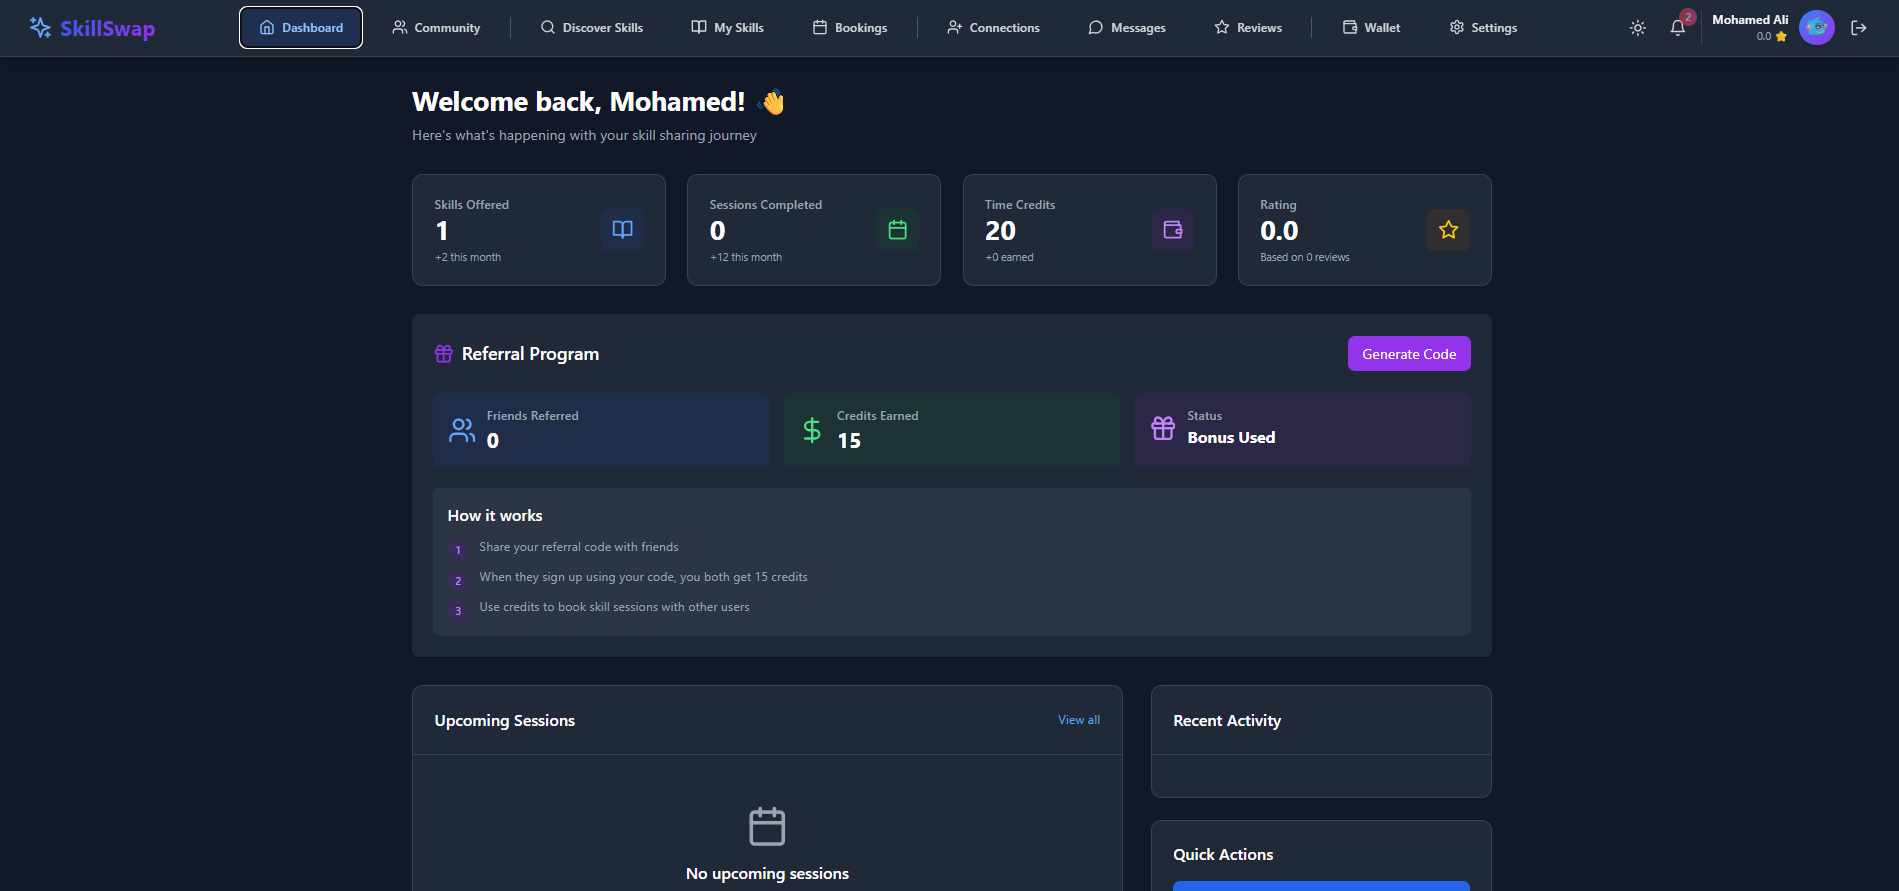 SkillSwap
Dashboard
Community
Discover Skills
My Skills
Bookings
Connections
Messages
Reviews
Wallet
Settings
2
Mohamed Ali
0.0
Welcome back, Mohamed! 👋
Here's what's happening with your skill sharing journey
Skills Offered
1
+2 this month
Sessions Completed
0
+12 this month
Time Credits
20
+0 earned
Rating
0.0
Based on 0 reviews
Referral Program
Generate Code
Friends Referred
0
Credits Earned
15
Status
Bonus Used
How it works
1 Share your referral code with friends
2 When they sign up using your code, you both get 15 credits
3 Use credits to book skill sessions with other users
Upcoming Sessions
View all
No upcoming sessions
Recent Activity
Quick Actions